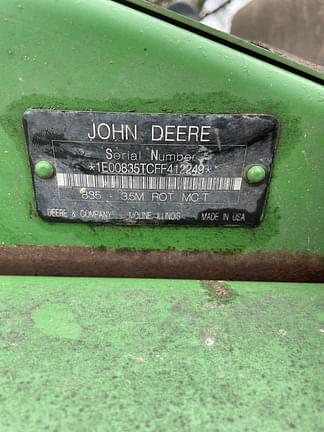 JOHN DEERE
Serial Number
*1E00835TCFF412249*
835 - 3.5M ROT MC-T
DEERE & COMPANY MOLINE ILLINOIS MADE IN USA